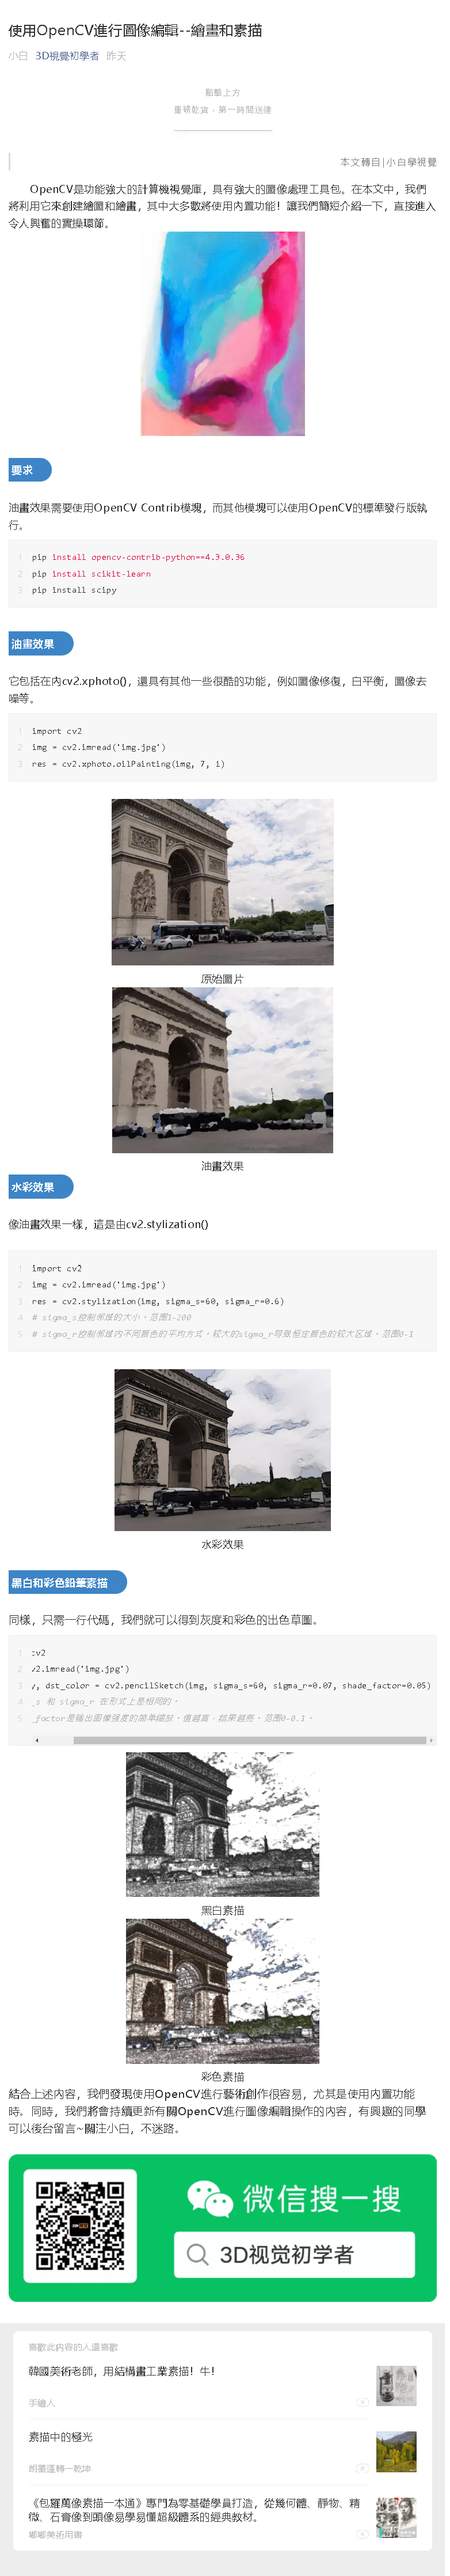 使用OpenCV進行圖像編輯--繪畫和素描
小白 3D視覺初學者 昨天
點擊上方
重磅乾貨，第一時間送達
本文轉自|小白學視覺
OpenCV是功能強大的計算機視覺庫，具有強大的圖像處理工具包。在本文中，我們
將利用它來創建繪圖和繪畫，其中大多數將使用內置功能！讓我們簡短介紹一下，直接進入
令人興奮的實操環節。
要求
油畫效果需要使用OpenCV Contrib模塊，而其他模塊可以使用OpenCV的標準發行版執
行。
1 pip install opencv-contrib-python==4.3.0.36
2 pip install scikit-learn
3 pip install scipy
油畫效果
它包括在內cv2.xphoto()，還具有其他一些很酷的功能，例如圖像修復，白平衡，圖像去
噪等。
1 import cv2
2 img = cv2.imread('img.jpg')
3 res = cv2.xphoto.oilPainting(img, 7, 1)
原始圖片
油畫效果
水彩效果
像油畫效果一樣，這是由cv2.stylization()
1 import cv2
2 img = cv2.imread('img.jpg')
3 res = cv2.stylization(img, sigma_s=60, sigma_r=0.6)
4 # sigma_s控制邻域的大小。范围1-200
5 # sigma_r控制邻域内不同颜色的平均方式。较大的sigma_r导致恒定颜色的较大区域。范围0-1
水彩效果
黑白和彩色鉛筆素描
同樣，只需一行代碼，我們就可以得到灰度和彩色的出色草圖。
1 cv2
2 v2.imread('img.jpg')
3 y, dst_color = cv2.pencilSketch(img, sigma_s=60, sigma_r=0.07, shade_factor=0.05)
4 _s 和 sigma_r 在形式上是相同的。
5 _factor是输出图像强度的简单缩放。值越高，结果越亮。范围0-0.1。
黑白素描
彩色素描
結合上述內容，我們發現使用OpenCV進行藝術創作很容易，尤其是使用內置功能
時。同時，我們將會持續更新有關OpenCV進行圖像編輯操作的內容，有興趣的同學
可以後台留言~關注小白，不迷路。
微信搜一搜
3D视觉初学者
喜歡此內容的人還喜歡
韓國美術老師，用結構畫工業素描！牛！
手繪人
素描中的極光
朗墨運轉一乾坤
《包羅萬像素描一本通》專門為零基礎學員打造，從幾何體、靜物、精
微、石膏像到頭像易學易懂超級體系的經典教材。
嘟嘟美術用書